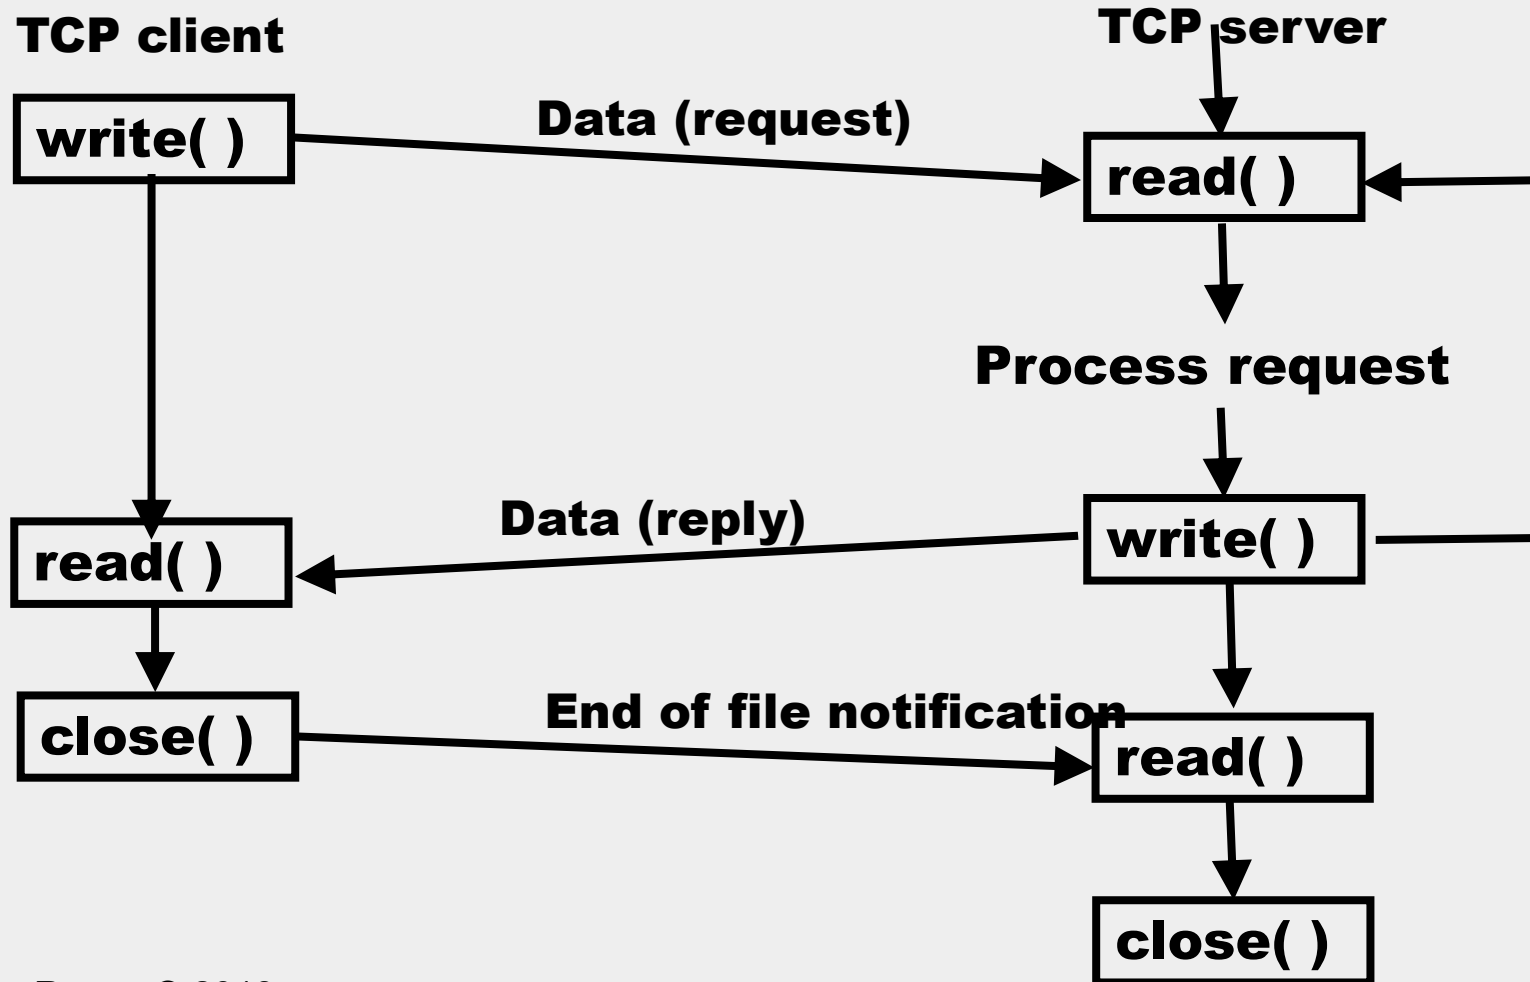 TCP client
TCP server
write( )
Data (request)
read( )
Process request
Data (reply)
write( )
read( )
End of file notification
close( )
read( )
close( )